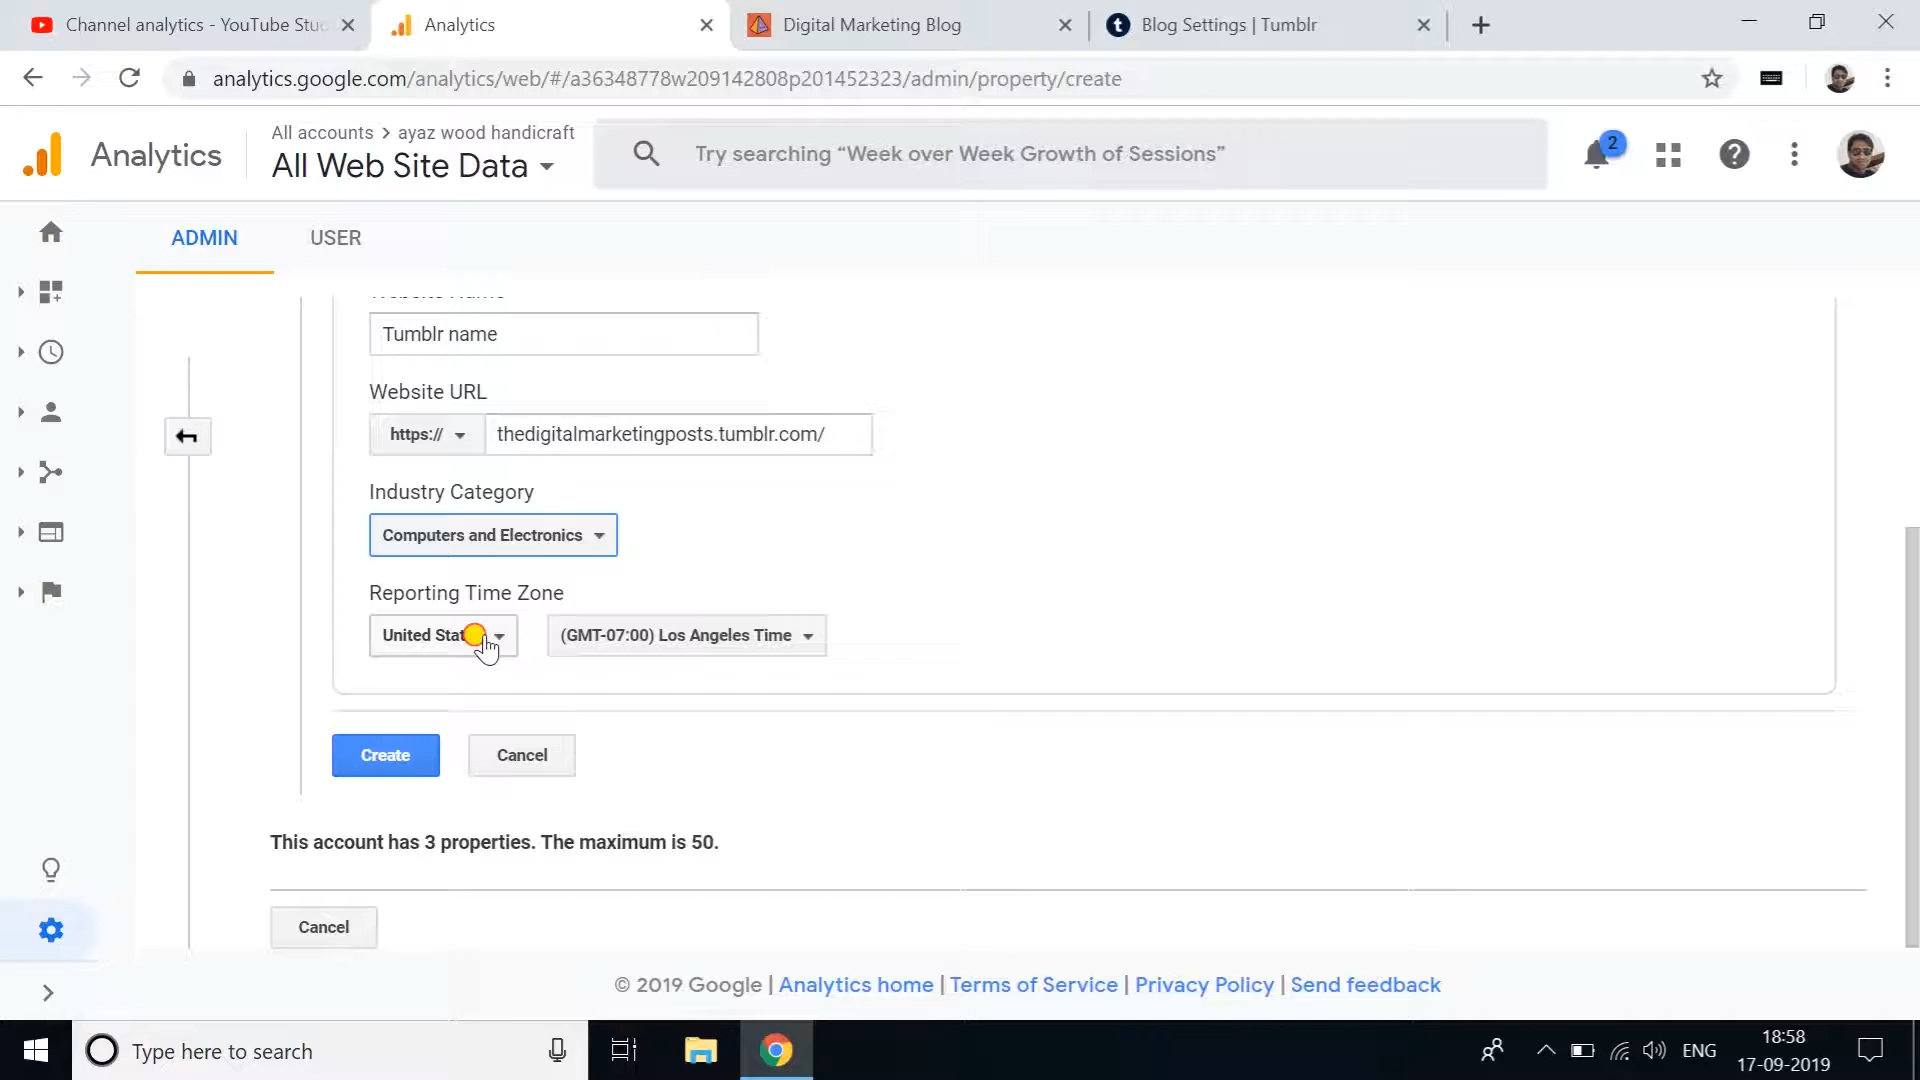 Channel analytics - YouTube Stu
Analytics
Digital Marketing Blog
Blog Settings | Tumblr
analytics.google.com/analytics/web/#/a36348778w209142808p201452323/admin/property/create
Analytics
All accounts > ayaz wood handicraft
All Web Site Data
Try searching “Week over Week Growth of Sessions”
2
ADMIN
USER
Website Name
Tumblr name
Website URL
https://
thedigitalmarketingposts.tumblr.com/
Industry Category
Computers and Electronics
Reporting Time Zone
United Stat
(GMT-07:00) Los Angeles Time
Create
Cancel
This account has 3 properties. The maximum is 50.
Cancel
© 2019 Google | Analytics home | Terms of Service | Privacy Policy | Send feedback
Type here to search
ENG
18:58
17-09-2019